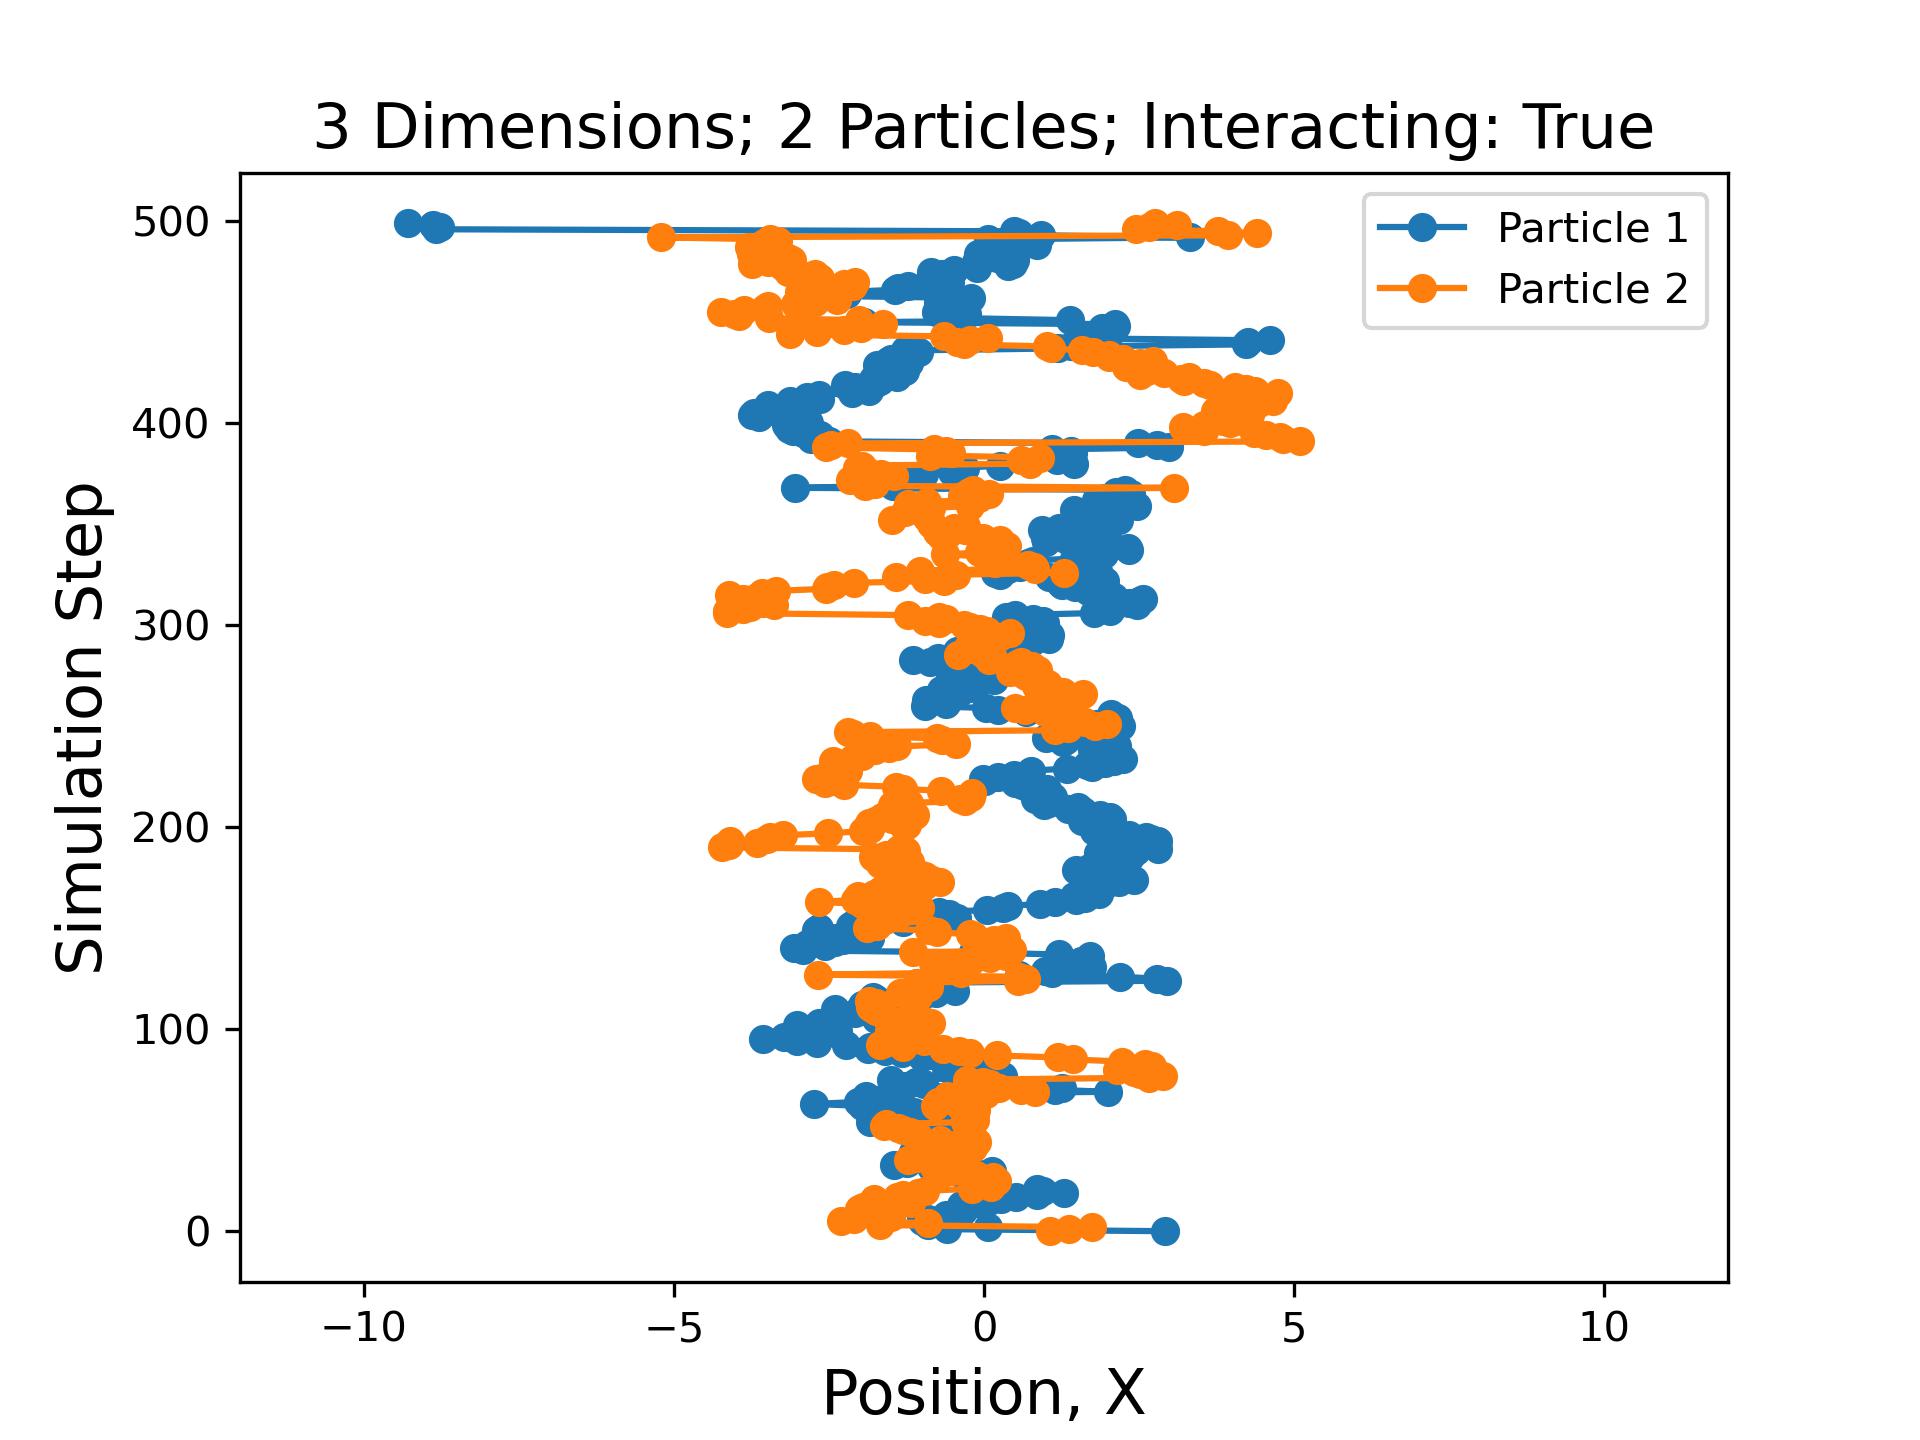 3 Dimensions; 2 Particles; Interacting: True
Particle 1
Particle 2
Simulation Step
500
400
300
200
100
0
−10 −5 0 5 10
Position, X